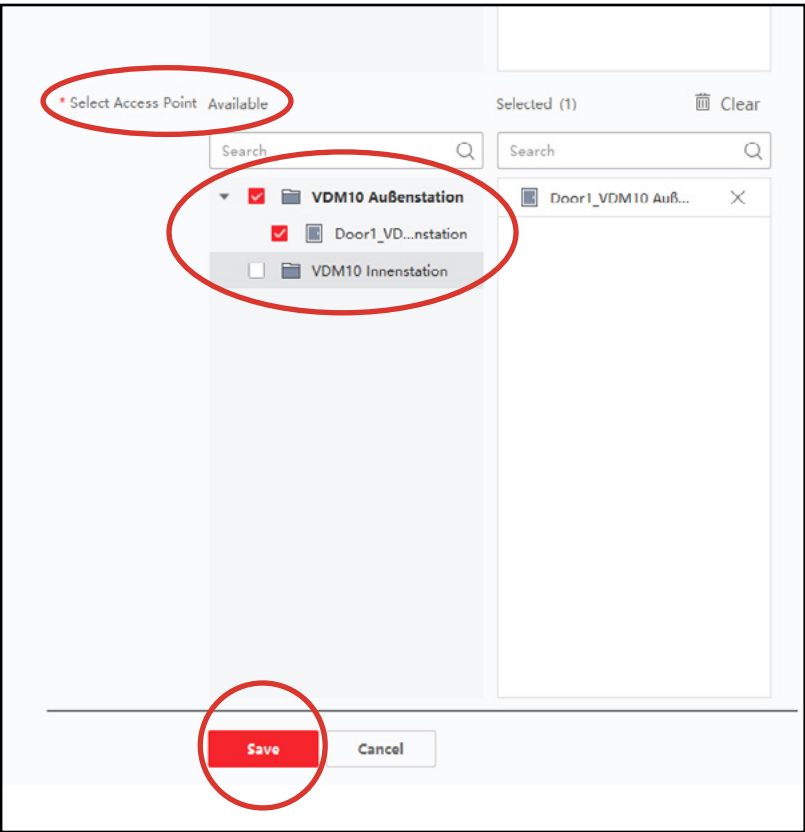 * Select Access Point Available
Selected (1) Clear
Search
Search
VDM10 Außenstation
Door1_VD...nstation
VDM10 Innenstation
Door1_VDM10 Auß...
Save
Cancel